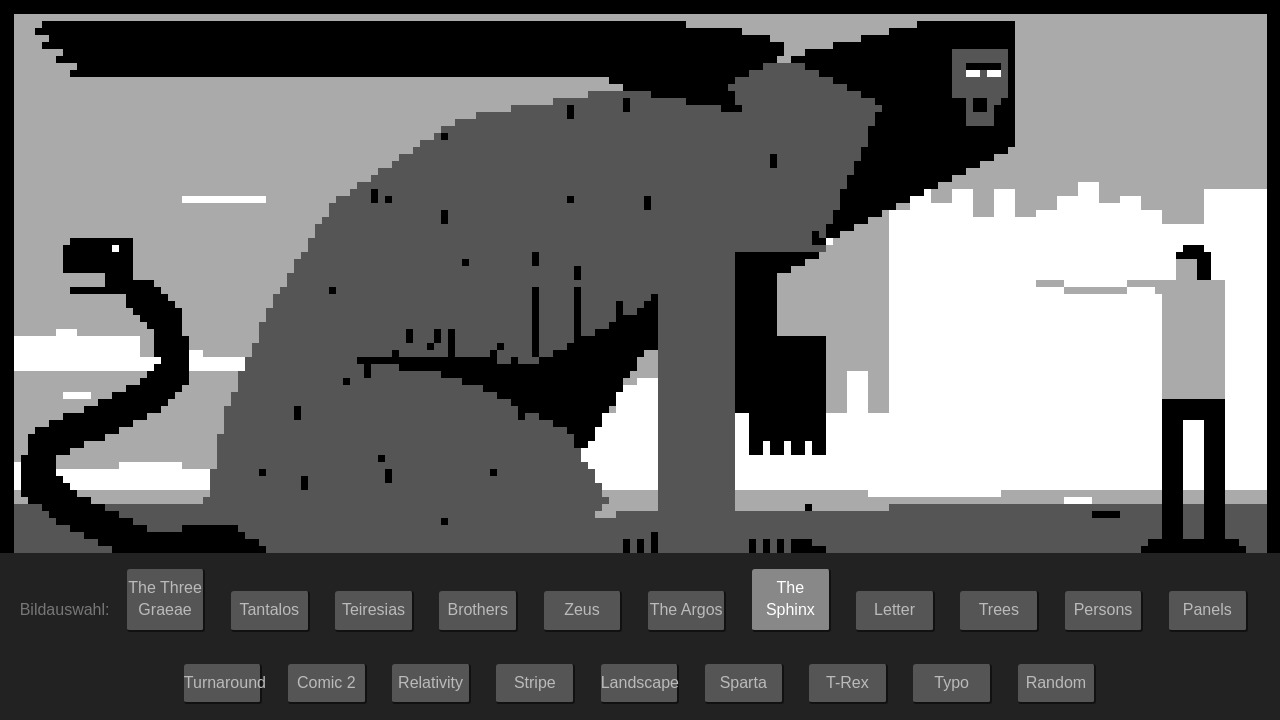 Bildauswahl:
The Three
Graeae
Tantalos
Teiresias
Brothers
Zeus
The Argos
The
Sphinx
Letter
Trees
Persons
Panels
Turnaround
Comic 2
Relativity
Stripe
Landscape
Sparta
T-Rex
Typo
Random